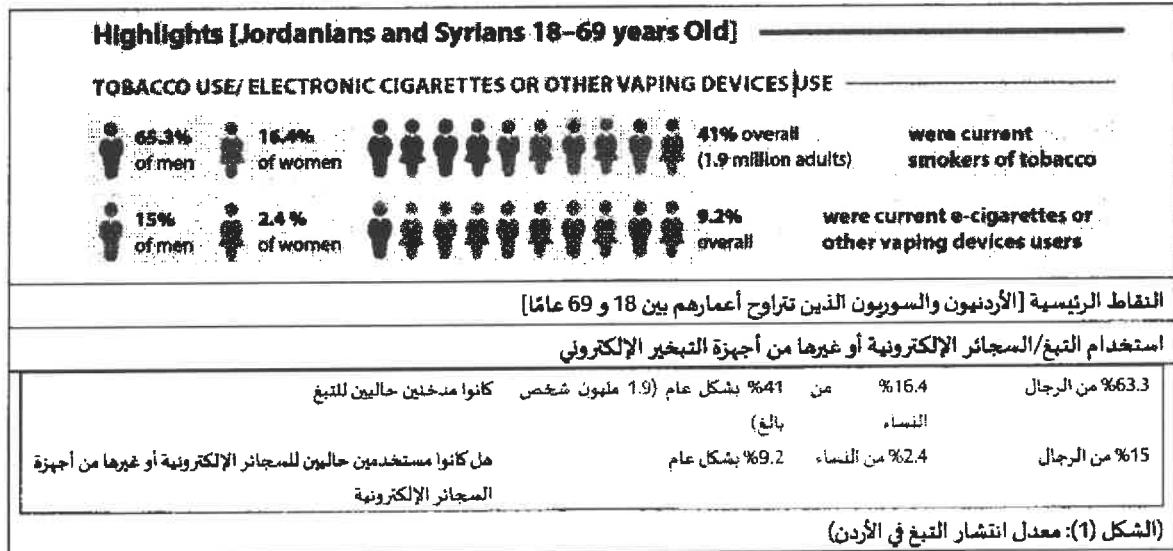 Highlights [Jordanians and Syrians 18–69 years Old]
TOBACCO USE/ ELECTRONIC CIGARETTES OR OTHER VAPING DEVICES USE
65.3% 16.4% 41% overall were current
of men of women (1.9 million adults) smokers of tobacco
15% 2.4 % 9.2% were current e-cigarettes or
of men of women overall other vaping devices users
النقاط الرئيسية [الأردنيون والسوريون الذين تتراوح أعمارهم بين 18 و 69 عامًا]
استخدام التبغ/السجائر الإلكترونية أو غيرها من أجهزة التبخير الإلكتروني
%63.3 من الرجال %16.4 من %41 بشكل عام (1.9 مليون شخص كانوا مدخنين حاليين للتبغ
النساء بالغ)
%15 من الرجال %2.4 من النساء %9.2 بشكل عام هل كانوا مستخدمين حاليين للسجائر الإلكترونية أو غيرها من أجهزة
السجائر الإلكترونية
(الشكل (1): معدل انتشار التبغ في الأردن)